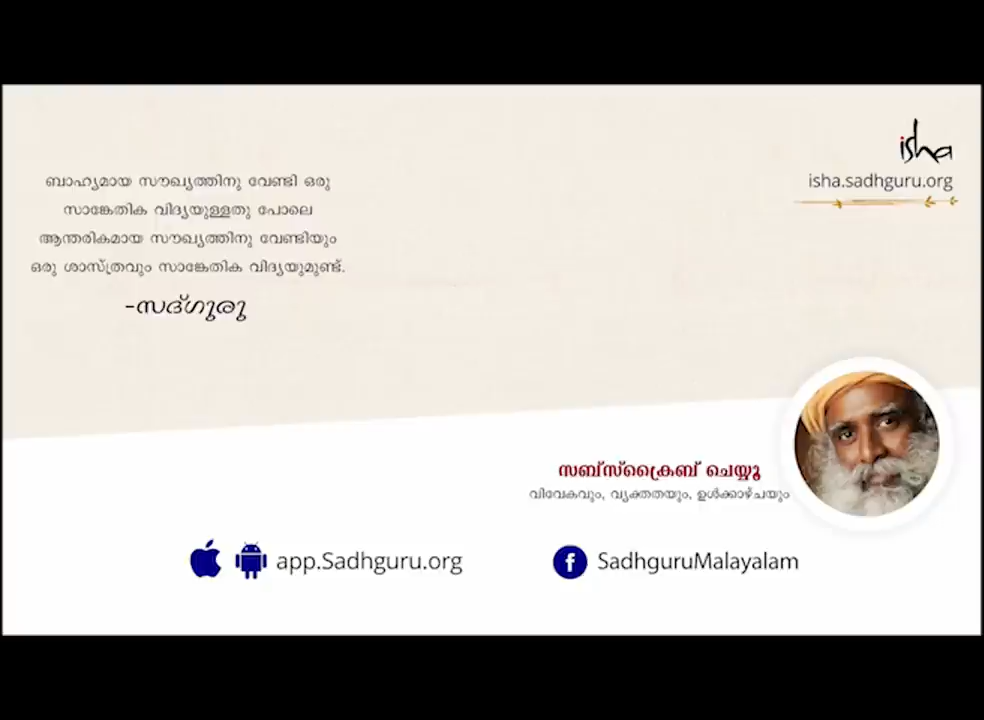 ബാഹ്യമായ സൗഖ്യത്തിനു വേണ്ടി ഒരു
സാങ്കേതിക വിദ്യയുള്ളതു പോലെ
ആന്തരികമായ സൗഖ്യത്തിനു വേണ്ടിയും
ഒരു ശാസ്ത്രവും സാങ്കേതിക വിദ്യയുമുണ്ട്.
-സദ്ഗുരു
isha
isha.sadhguru.org
സബ്സ്ക്രൈബ് ചെയ്യൂ
വിവേകവും, വ്യക്തതയും, ഉൾക്കാഴ്ചയും
app.Sadhguru.org
f SadhguruMalayalam